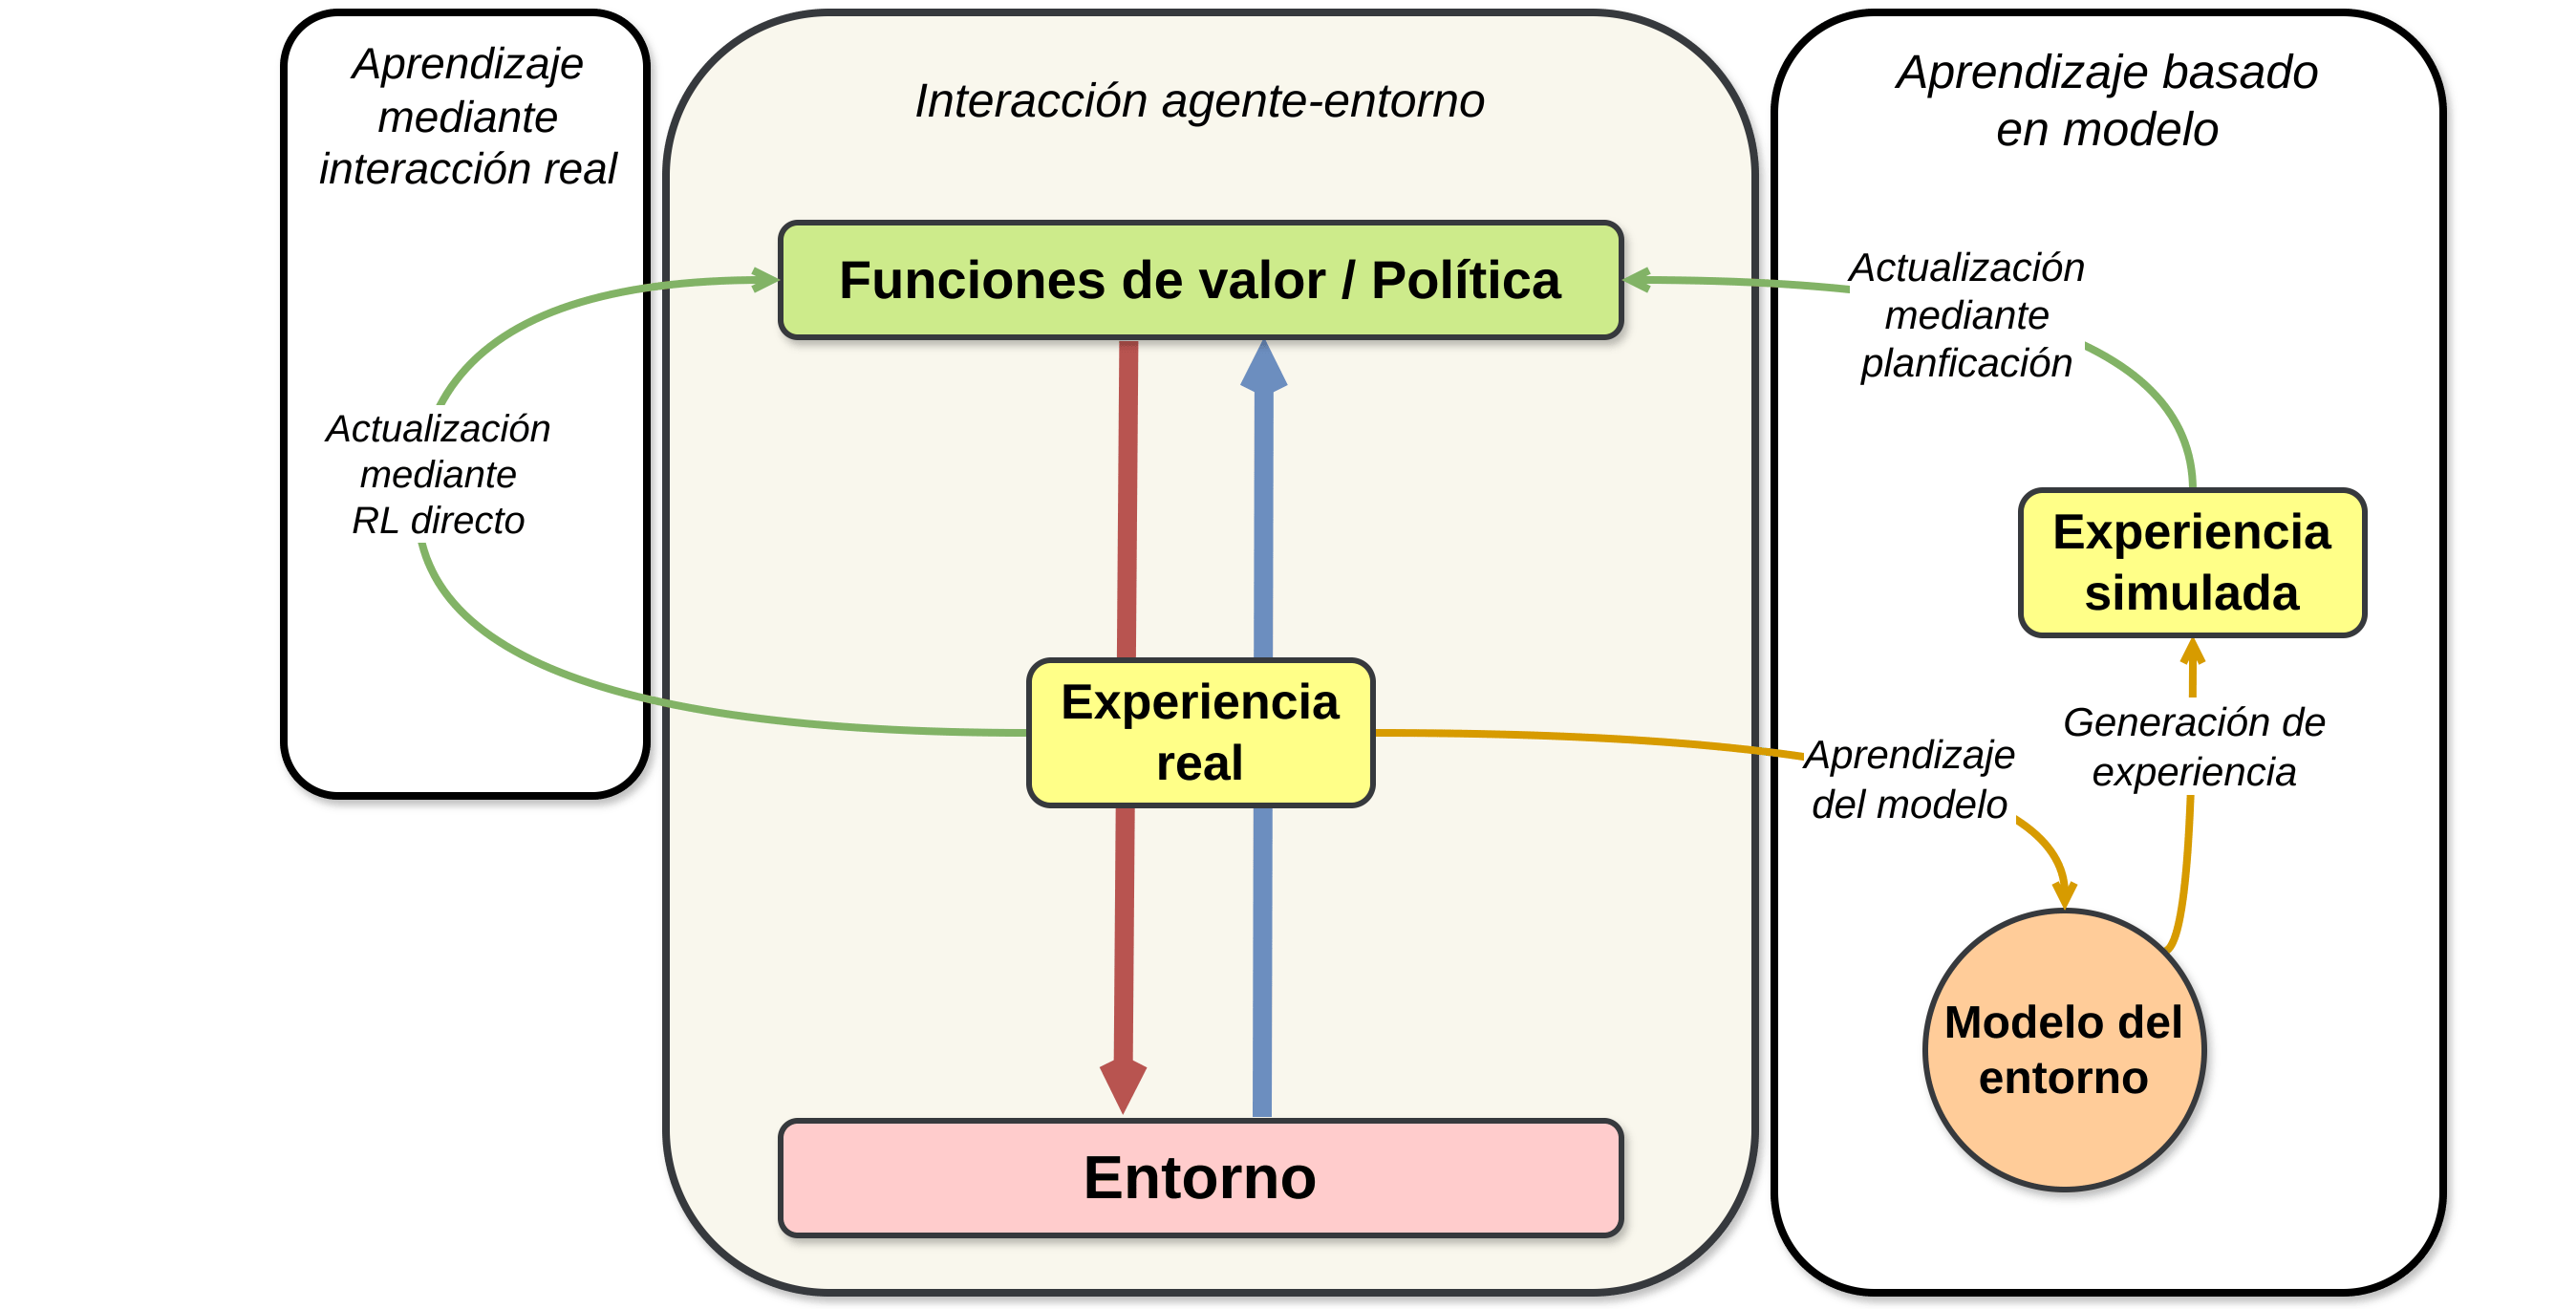 Aprendizaje
mediante
interacción real
Actualización
mediante
RL directo
Interacción agente-entorno
Funciones de valor / Política
Experiencia
real
Entorno
Aprendizaje basado
en modelo
Actualización
mediante
planficación
Experiencia
simulada
Generación de
experiencia
Aprendizaje
del modelo
Modelo del
entorno